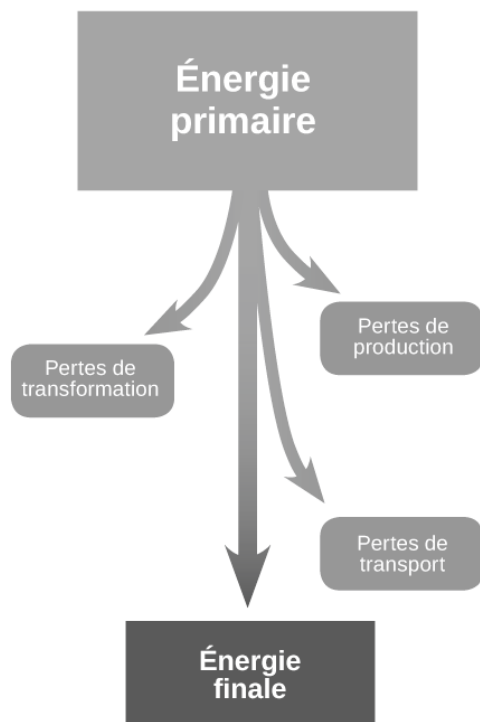 Énergie
primaire
Pertes de
production
Pertes de
transformation
Pertes de
transport
Énergie
finale